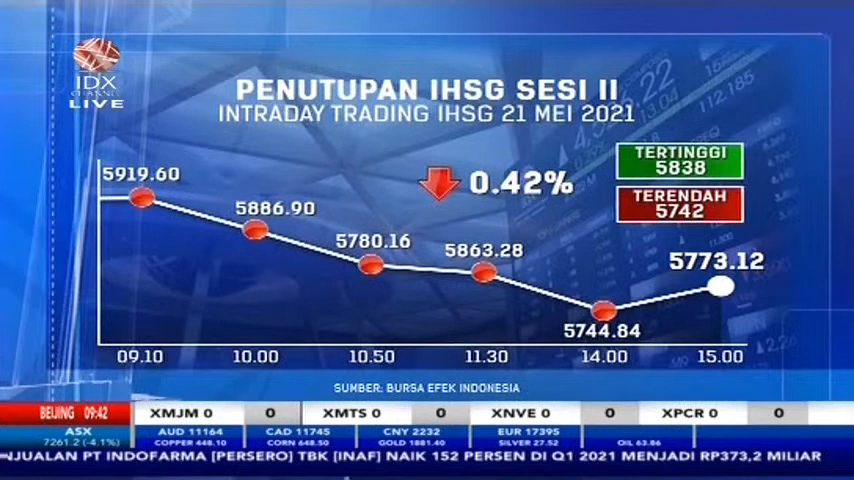 IDX
CHANNEL
LIVE
PENUTUPAN IHSG SESI II
INTRADAY TRADING IHSG 21 MEI 2021
TERTINGGI
5838
TERENDAH
5742
0.42%
5919.60
5886.90
5780.16
5863.28
5744.84
5773.12
09.10 10.00 10.50 11.30 14.00 15.00
SUMBER: BURSA EFEK INDONESIA
BEIJING 09:42 XMJM 0 0 XMTS 0 0 XNVE 0 0 XPCR 0 0
ASX AUD 11164 CAD 11745 CNY 2232 EUR 17395
7261.2 (-4.1%) COPPER 448.10 CORN 648.50 GOLD 1881.40 SILVER 27.52 OIL 63.86
NJUALAN PT INDOFARMA [PERSERO] TBK [INAF] NAIK 152 PERSEN DI Q1 2021 MENJADI RP373,2 MILIAR